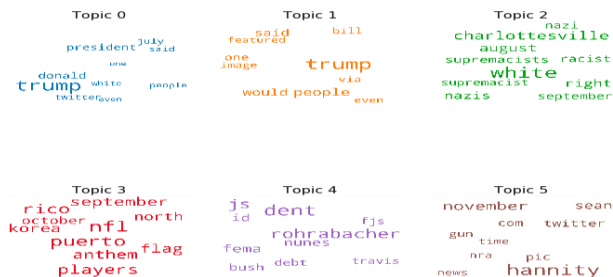 Topic 0
president july
said
one
donald
trump white people
twitter even
Topic 1
said bill
featured
one
image trump
via
would people
even
Topic 2
nazi
charlottesville
august
supremacists racist
white
supremacist right
nazis september
Topic 3
september
rico
october north
korea nfl
puerto
anthem flag
players
Topic 4
js dent
id fjs
rohrabacher
fema nunes
bush debt travis
Topic 5
november sean
com twitter
gun
time
nra pic
news hannity